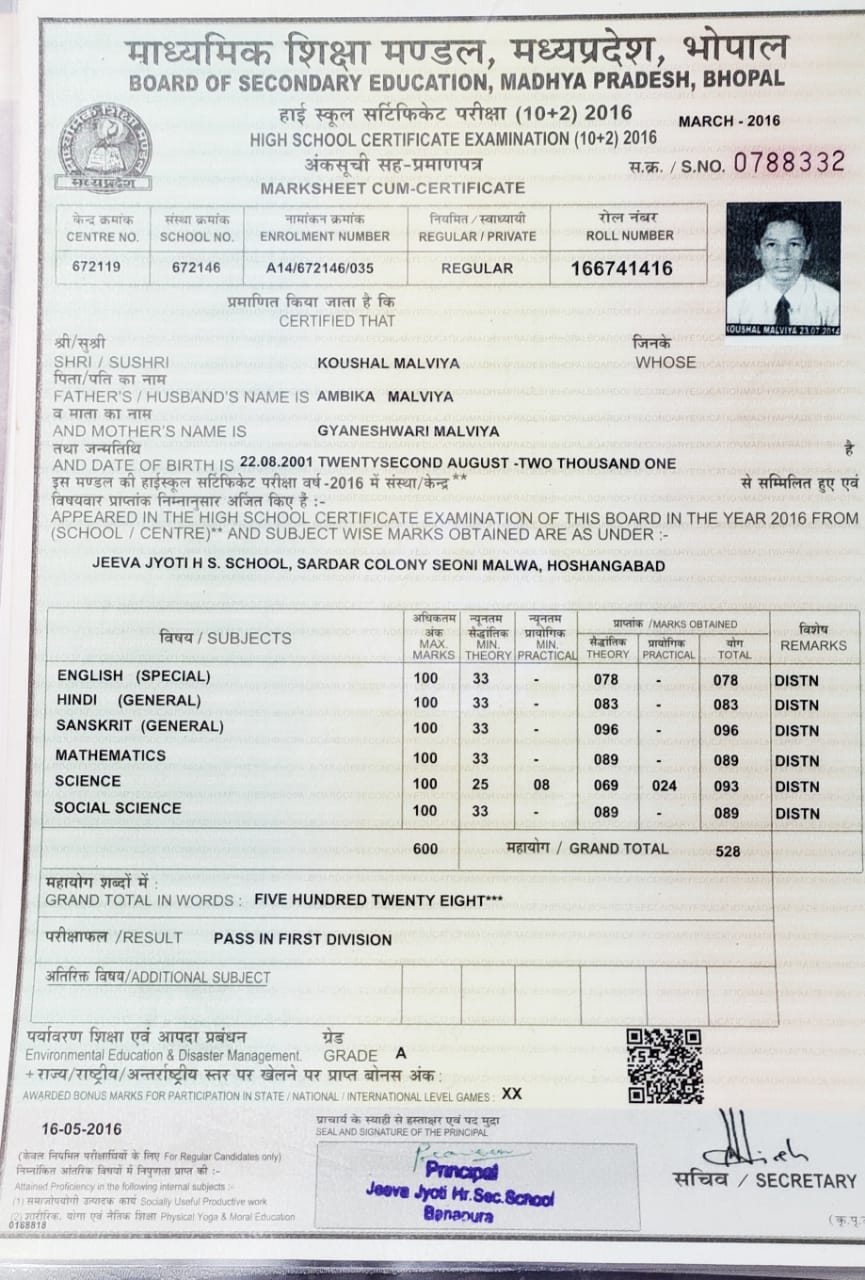 माध्यमिक शिक्षा मण्डल, मध्यप्रदेश, भोपाल
BOARD OF SECONDARY EDUCATION, MADHYA PRADESH, BHOPAL
हाई स्कूल सर्टिफिकेट परीक्षा (10+2) 2016
MARCH - 2016
HIGH SCHOOL CERTIFICATE EXAMINATION (10+2) 2016
अंकसूची सह-प्रमाणपत्र
स.क्र. / S.NO. 0788332
MARKSHEET CUM-CERTIFICATE
मध्यप्रदेश
केन्द्र क्रमांक संस्था क्रमांक नामांकन क्रमांक नियमित / स्वाध्यायी रोल नंबर
CENTRE NO. SCHOOL NO. ENROLMENT NUMBER REGULAR / PRIVATE ROLL NUMBER
672119 672146 A14/672146/035 REGULAR 166741416
KOUSHAL MALVIYA 23.07.2014
प्रमाणित किया जाता है कि
CERTIFIED THAT
श्री/सुश्री जिनके
SHRI / SUSHRI KOUSHAL MALVIYA WHOSE
पिता/पति का नाम
FATHER'S / HUSBAND'S NAME IS AMBIKA MALVIYA
व माता का नाम
AND MOTHER'S NAME IS GYANESHWARI MALVIYA
तथा जन्मतिथि है
AND DATE OF BIRTH IS 22.08.2001 TWENTYSECOND AUGUST -TWO THOUSAND ONE
इस मण्डल की हाईस्कूल सर्टिफिकेट परीक्षा वर्ष-2016 में संस्था/केन्द्र** से सम्मिलित हुए एवं
विषयवार प्राप्तांक निम्नानुसार अर्जित किए है :-
APPEARED IN THE HIGH SCHOOL CERTIFICATE EXAMINATION OF THIS BOARD IN THE YEAR 2016 FROM
(SCHOOL / CENTRE)** AND SUBJECT WISE MARKS OBTAINED ARE AS UNDER :-
JEEVA JYOTI H S. SCHOOL, SARDAR COLONY SEONI MALWA, HOSHANGABAD
विषय / SUBJECTS अधिकतम अंक MAX. MARKS न्यूनतम सैद्धांतिक MIN. THEORY न्यूनतम प्रायोगिक MIN. PRACTICAL प्राप्तांक /MARKS OBTAINED विशेष REMARKS
सैद्धांतिक THEORY प्रायोगिक PRACTICAL योग TOTAL
ENGLISH (SPECIAL) 100 33 - 078 - 078 DISTN
HINDI (GENERAL) 100 33 - 083 - 083 DISTN
SANSKRIT (GENERAL) 100 33 - 096 - 096 DISTN
MATHEMATICS 100 33 - 089 - 089 DISTN
SCIENCE 100 25 08 069 024 093 DISTN
SOCIAL SCIENCE 100 33 - 089 - 089 DISTN
600 महायोग / GRAND TOTAL 528
महायोग शब्दों में :
GRAND TOTAL IN WORDS : FIVE HUNDRED TWENTY EIGHT***
परीक्षाफल /RESULT PASS IN FIRST DIVISION
अतिरिक्त विषय/ADDITIONAL SUBJECT
पर्यावरण शिक्षा एवं आपदा प्रबंधन ग्रेड
Environmental Education & Disaster Management. GRADE A
+राज्य/राष्ट्रीय/अन्तर्राष्ट्रीय स्तर पर खेलने पर प्राप्त बोनस अंक :
AWARDED BONUS MARKS FOR PARTICIPATION IN STATE / NATIONAL / INTERNATIONAL LEVEL GAMES : XX
16-05-2016
प्राचार्य के स्याही से हस्ताक्षर एवं पद मुद्रा
SEAL AND SIGNATURE OF THE PRINCIPAL
Principal
Jeeva Jyoti Hr.Sec.School
Banapura
सचिव / SECRETARY
(केवल नियमित परीक्षार्थियों के लिए For Regular Candidates only)
निम्नांकित आंतरिक विषयों में निपुणता प्राप्त की :-
Attained Proficiency in the following internal subjects :-
(1) समाजोपयोगी उत्पादक कार्य Socially Useful Productive work
(2) शारीरिक, योगा एवं नैतिक शिक्षा Physical Yoga & Moral Education
0168818
(कृ.पृ.